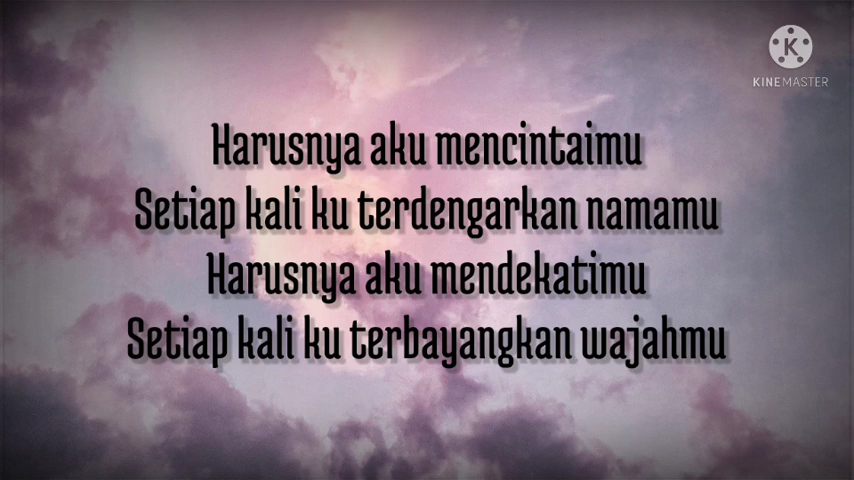 KINEMASTER
Harusnya aku mencintaimu
Setiap kali ku terdengarkan namamu
Harusnya aku mendekatimu
Setiap kali ku terbayangkan wajahmu